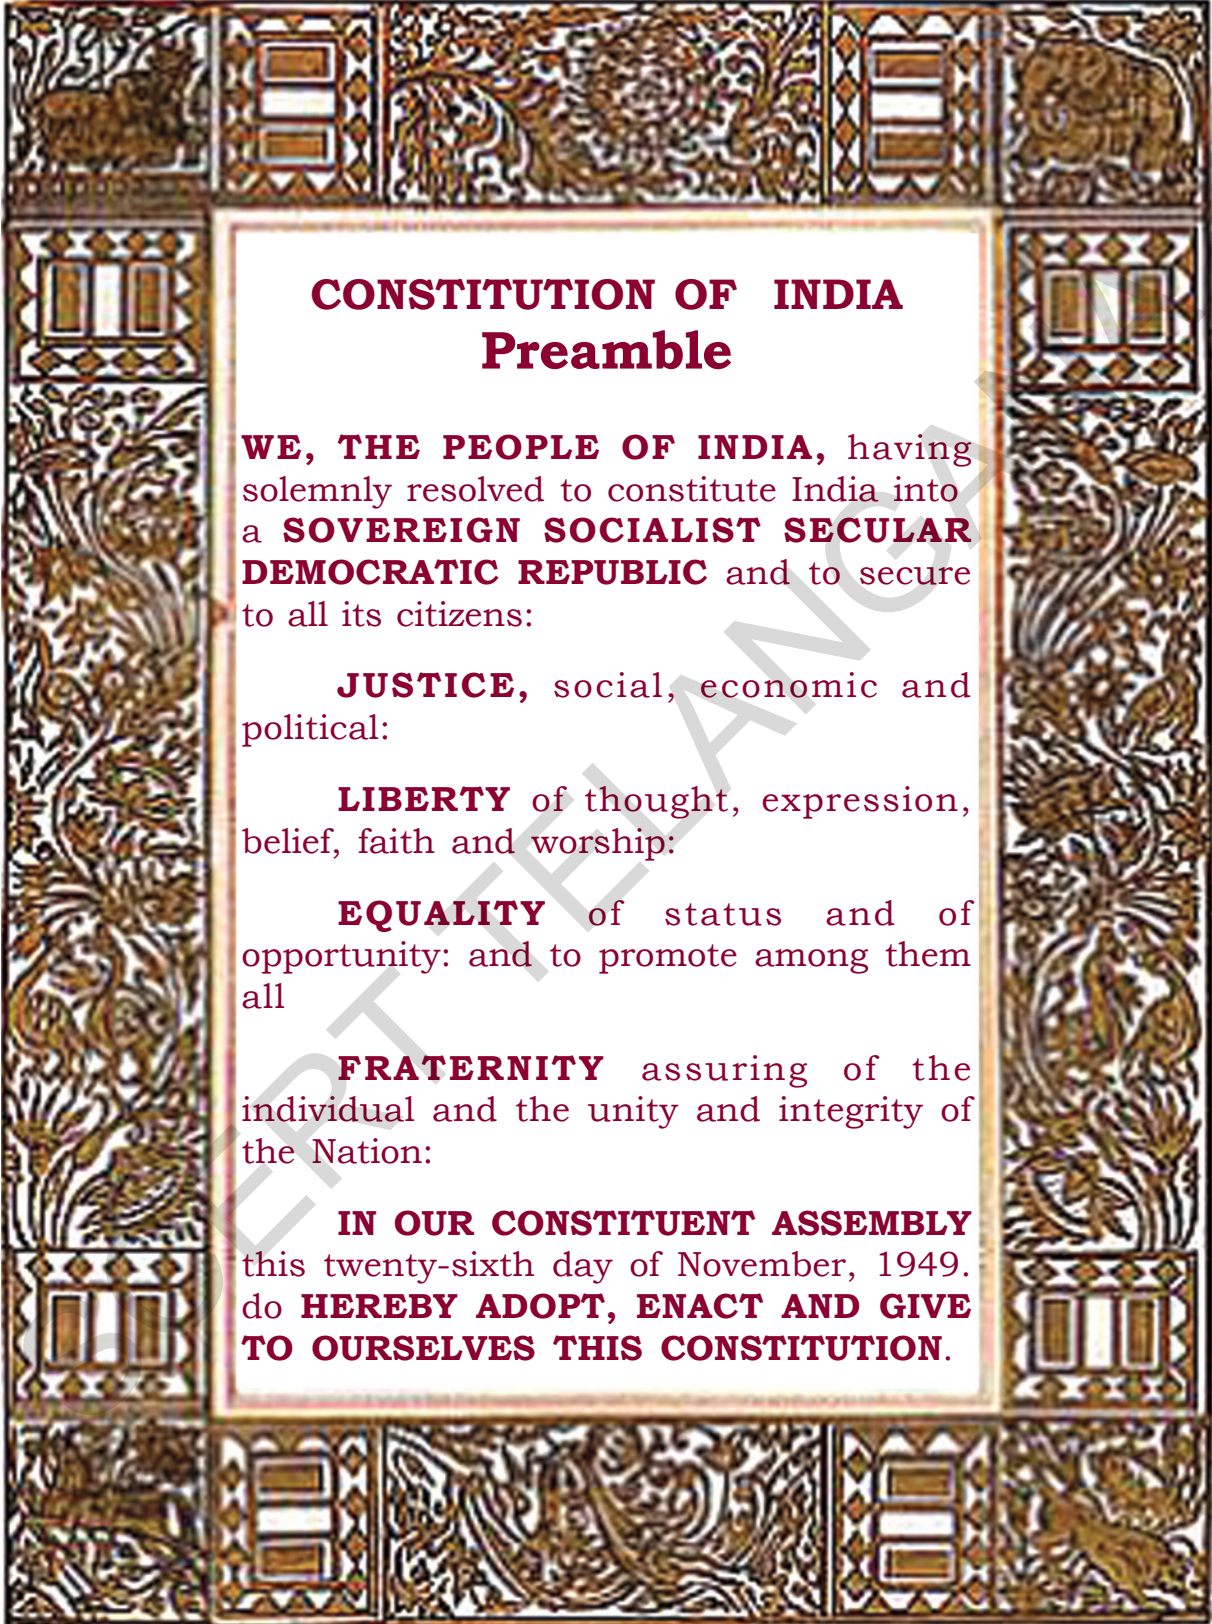 CONSTITUTION OF INDIA
Preamble
WE, THE PEOPLE OF INDIA, having
solemnly resolved to constitute India into
a SOVEREIGN SOCIALIST SECULAR
DEMOCRATIC REPUBLIC and to secure
to all its citizens:
JUSTICE, social, economic and
political:
LIBERTY of thought, expression,
belief, faith and worship:
EQUALITY of status and of
opportunity: and to promote among them
all
FRATERNITY assuring of the
individual and the unity and integrity of
the Nation:
IN OUR CONSTITUENT ASSEMBLY
this twenty-sixth day of November, 1949.
do HEREBY ADOPT, ENACT AND GIVE
TO OURSELVES THIS CONSTITUTION.